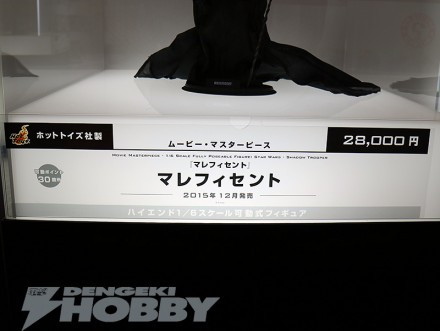 ホットトイズ社製
ムービー・マスターピース
28,000円
MOVIE MASTERPIECE - 1/6 SCALE FULLY POSEABLE FIGURE: STAR WARS - SHADOW TROOPER
『マレフィセント』
可動ポイント
30箇所
マレフィセント
2015年12月発売
ハイエンド1/6スケール可動式フィギュア
DENGEKI
HOBBY